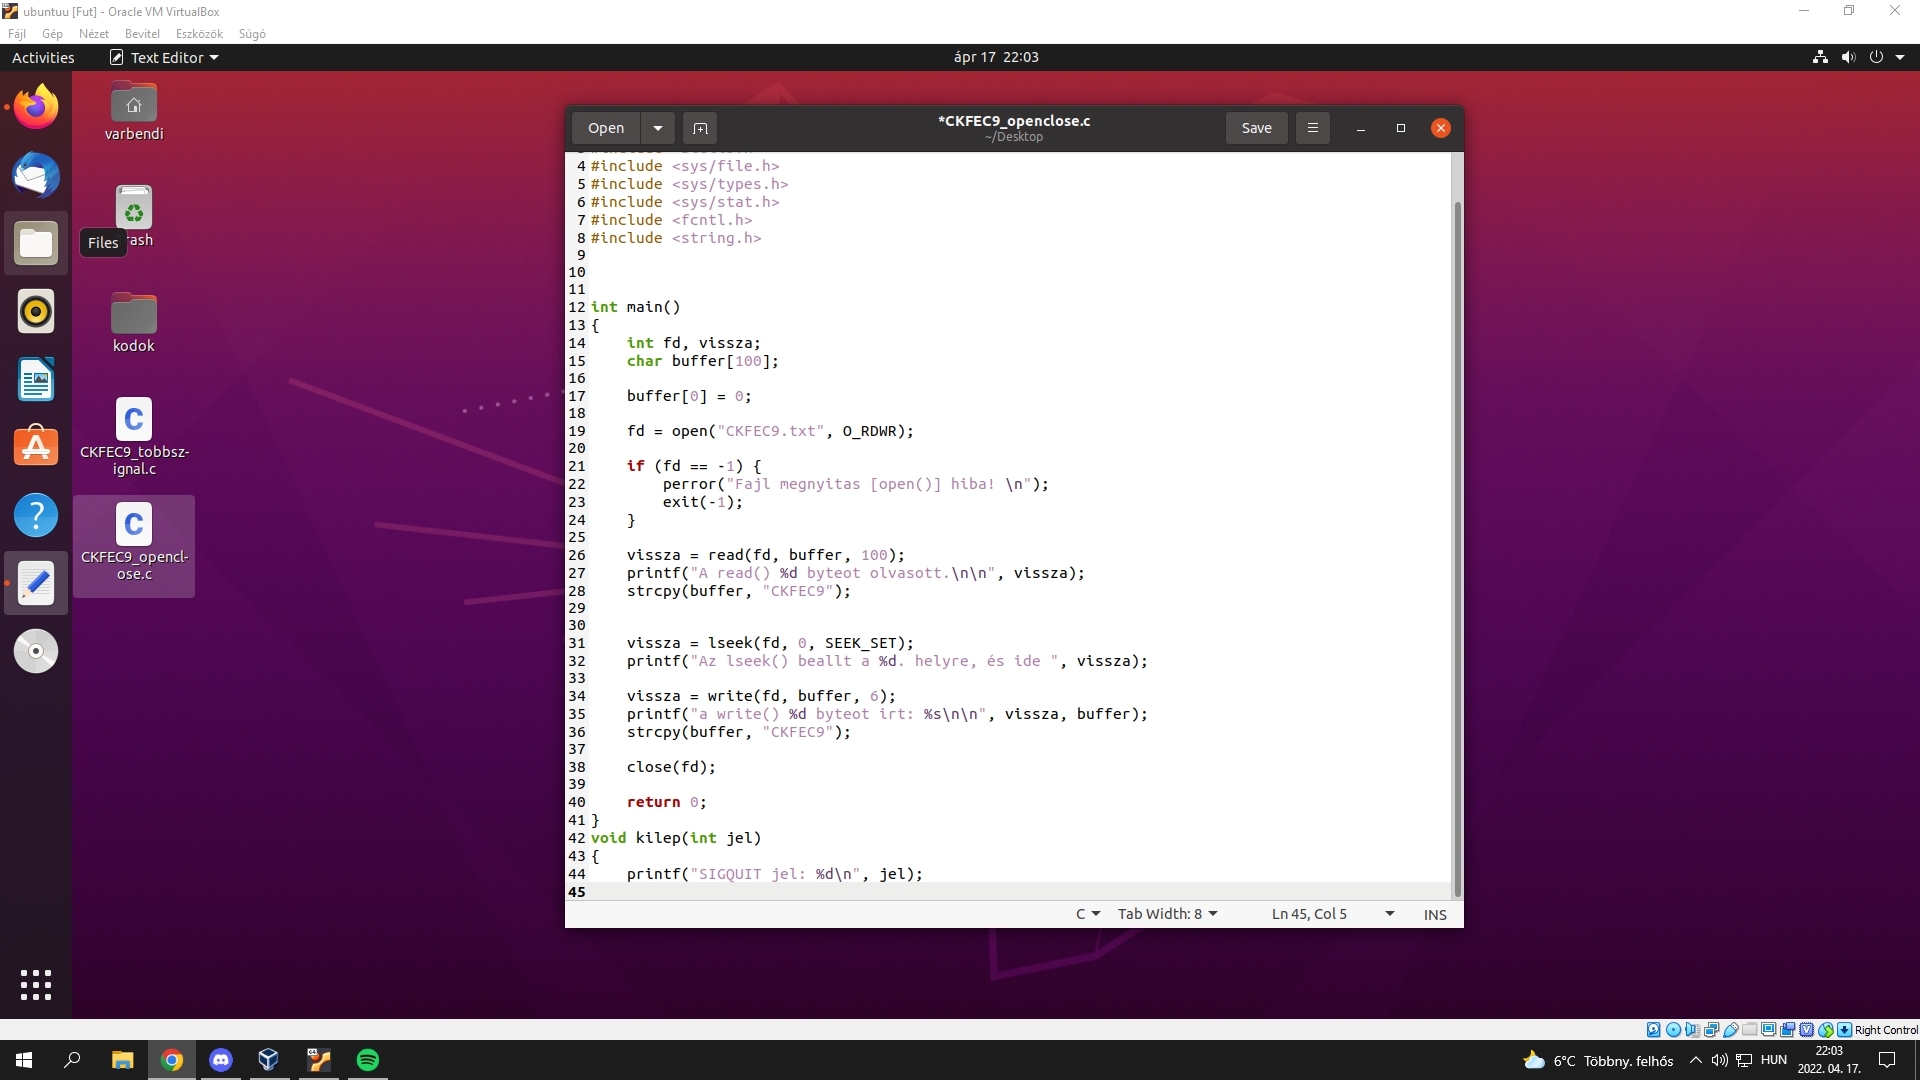 ubuntuu [Fut] - Oracle VM VirtualBox
Fájl Gép Nézet Bevitel Eszközök Súgó
Activities Text Editor ápr 17 22:03
varbendi
rash
Files
kodok
CKFEC9_tobbsz-
ignal.c
CKFEC9_opencl-
ose.c
Open *CKFEC9_openclose.c Save
~/Desktop
4 #include <sys/file.h>
5 #include <sys/types.h>
6 #include <sys/stat.h>
7 #include <fcntl.h>
8 #include <string.h>
9
10
11
12 int main()
13 {
14     int fd, vissza;
15     char buffer[100];
16
17     buffer[0] = 0;
18
19     fd = open("CKFEC9.txt", O_RDWR);
20
21     if (fd == -1) {
22         perror("Fajl megnyitas [open()] hiba! \n");
23         exit(-1);
24     }
25
26     vissza = read(fd, buffer, 100);
27     printf("A read() %d byteot olvasott.\n\n", vissza);
28     strcpy(buffer, "CKFEC9");
29
30
31     vissza = lseek(fd, 0, SEEK_SET);
32     printf("Az lseek() beallt a %d. helyre, és ide ", vissza);
33
34     vissza = write(fd, buffer, 6);
35     printf("a write() %d byteot irt: %s\n\n", vissza, buffer);
36     strcpy(buffer, "CKFEC9");
37
38     close(fd);
39
40     return 0;
41 }
42 void kilep(int jel)
43 {
44     printf("SIGQUIT jel: %d\n", jel);
45
C Tab Width: 8 Ln 45, Col 5 INS
Right Control
6°C Többny. felhős HUN 22:03
2022. 04. 17.